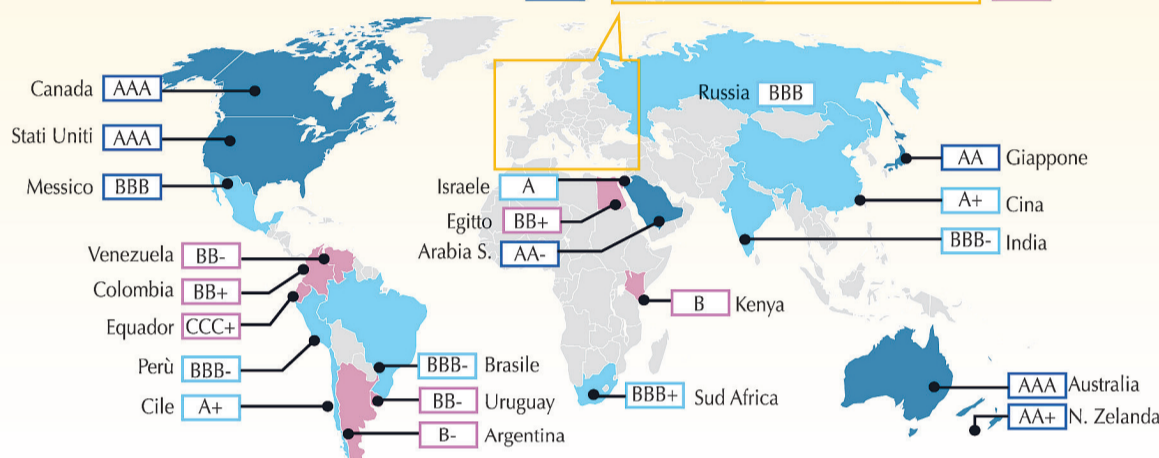 Canada AAA
Stati Uniti AAA
Messico BBB
Venezuela BB-
Colombia BB+
Equador CCC+
Perù BBB-
Cile A+
BBB- Brasile
BB- Uruguay
B- Argentina
Israele A
Egitto BB+
Arabia S. AA-
B Kenya
BBB+ Sud Africa
Russia BBB
AA Giappone
A+ Cina
BBB- India
AAA Australia
AA+ N. Zelanda